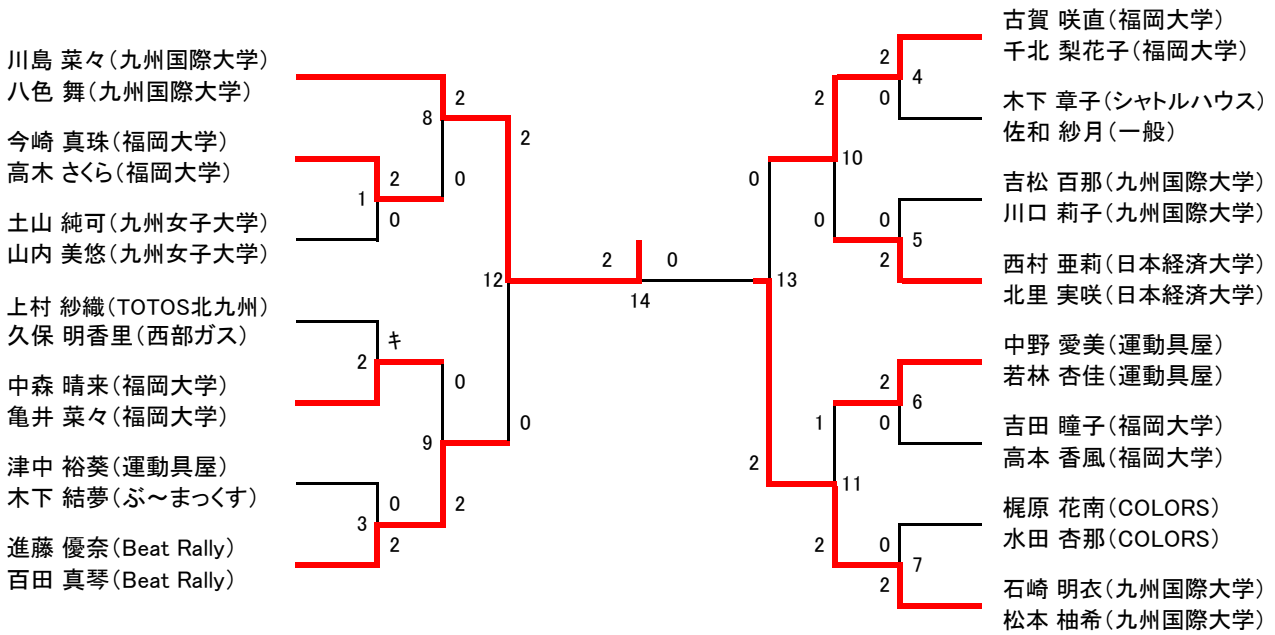 川島 菜々(九州国際大学)
八色 舞(九州国際大学)
今崎 真珠(福岡大学)
高木 さくら(福岡大学)
土山 純可(九州女子大学)
山内 美悠(九州女子大学)
上村 紗織(TOTOS北九州)
久保 明香里(西部ガス)
中森 晴来(福岡大学)
亀井 菜々(福岡大学)
津中 裕葵(運動具屋)
木下 結夢(ぶ～まっくす)
進藤 優奈(Beat Rally)
百田 真琴(Beat Rally)
2
8
0
2
1
0
2
キ
2
0
9
2
0
3
2
12
0
2
0
14
古賀 咲直(福岡大学)
千北 梨花子(福岡大学)
木下 章子(シャトルハウス)
佐和 紗月(一般)
吉松 百那(九州国際大学)
川口 莉子(九州国際大学)
西村 亜莉(日本経済大学)
北里 実咲(日本経済大学)
中野 愛美(運動具屋)
若林 杏佳(運動具屋)
吉田 瞳子(福岡大学)
高本 香風(福岡大学)
梶原 花南(COLORS)
水田 杏那(COLORS)
石崎 明衣(九州国際大学)
松本 柚希(九州国際大学)
2
4
0
2
10
0
0
5
2
0
13
2
2
6
0
1
11
2
0
7
2